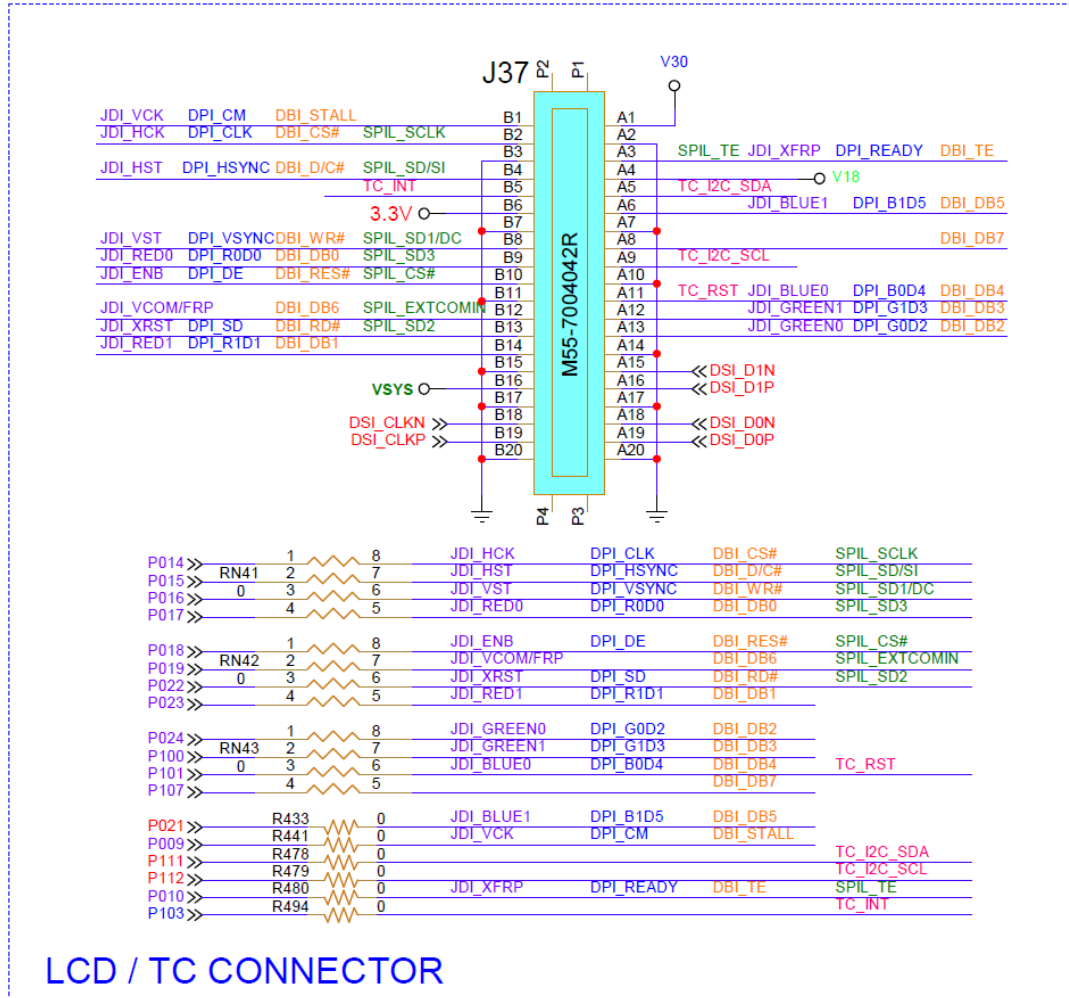 J37 P2 P1 V30
JDI_VCK DPI_CM DBI_STALL B1 A1
JDI_HCK DPI_CLK DBI_CS# SPIL_SCLK B2 A2
B3 A3 SPIL_TE JDI_XFRP DPI_READY DBI_TE
JDI_HST DPI_HSYNC DBI_D/C# SPIL_SD/SI B4 A4 V18
TC_INT B5 A5 TC_I2C_SDA
3.3V B6 A6 JDI_BLUE1 DPI_B1D5 DBI_DB5
B7 A7
JDI_VST DPI_VSYNC DBI_WR# SPIL_SD1/DC B8 A8 DBI_DB7
JDI_RED0 DPI_R0D0 DBI_DB0 SPIL_SD3 B9 A9 TC_I2C_SCL
JDI_ENB DPI_DE DBI_RES# SPIL_CS# B10 A10
B11 A11 TC_RST JDI_BLUE0 DPI_B0D4 DBI_DB4
JDI_VCOM/FRP DBI_DB6 SPIL_EXTCOMIN B12 A12 JDI_GREEN1 DPI_G1D3 DBI_DB3
JDI_XRST DPI_SD DBI_RD# SPIL_SD2 B13 A13 JDI_GREEN0 DPI_G0D2 DBI_DB2
JDI_RED1 DPI_R1D1 DBI_DB1 B14 A14
B15 A15 DSI_D1N
VSYS B16 A16 DSI_D1P
B17 A17
DSI_CLKN B18 A18 DSI_D0N
DSI_CLKP B19 A19 DSI_D0P
B20 A20
M55-7004042R
P4 P3
P014 1 8 JDI_HCK DPI_CLK DBI_CS# SPIL_SCLK
P015 RN41 2 7 JDI_HST DPI_HSYNC DBI_D/C# SPIL_SD/SI
P016 0 3 6 JDI_VST DPI_VSYNC DBI_WR# SPIL_SD1/DC
P017 4 5 JDI_RED0 DPI_R0D0 DBI_DB0 SPIL_SD3
P018 1 8 JDI_ENB DPI_DE DBI_RES# SPIL_CS#
P019 RN42 2 7 JDI_VCOM/FRP DBI_DB6 SPIL_EXTCOMIN
P022 0 3 6 JDI_XRST DPI_SD DBI_RD# SPIL_SD2
P023 4 5 JDI_RED1 DPI_R1D1 DBI_DB1
P024 1 8 JDI_GREEN0 DPI_G0D2 DBI_DB2
P100 RN43 2 7 JDI_GREEN1 DPI_G1D3 DBI_DB3
P101 0 3 6 JDI_BLUE0 DPI_B0D4 DBI_DB4 TC_RST
P107 4 5 DBI_DB7
P021 R433 0 JDI_BLUE1 DPI_B1D5 DBI_DB5
P009 R441 0 JDI_VCK DPI_CM DBI_STALL
P111 R478 0 TC_I2C_SDA
P112 R479 0 TC_I2C_SCL
P010 R480 0 JDI_XFRP DPI_READY DBI_TE SPIL_TE
P103 R494 0 TC_INT
LCD / TC CONNECTOR